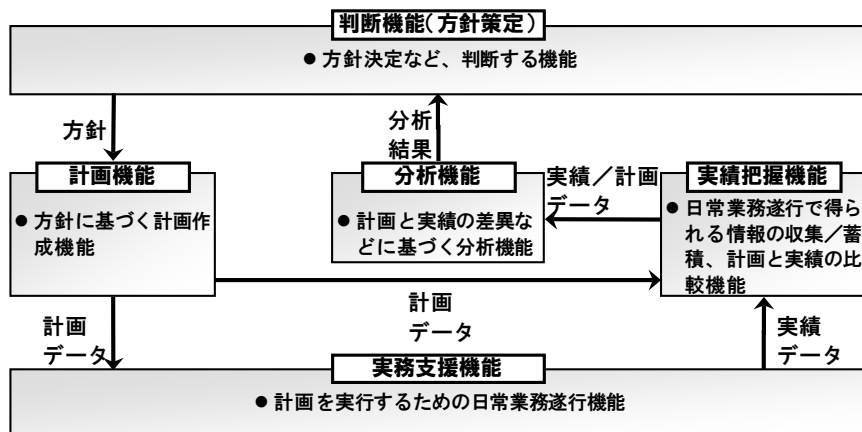 判断機能(方針策定)
● 方針決定など、判断する機能
方針
分析
結果
計画機能
● 方針に基づく計画作
成機能
分析機能
● 計画と実績の差異な
どに基づく分析機能
実績／計画
データ
実績把握機能
● 日常業務遂行で得ら
れる情報の収集／蓄
積、計画と実績の比
較機能
計画
データ
計画
データ
実績
データ
実務支援機能
● 計画を実行するための日常業務遂行機能